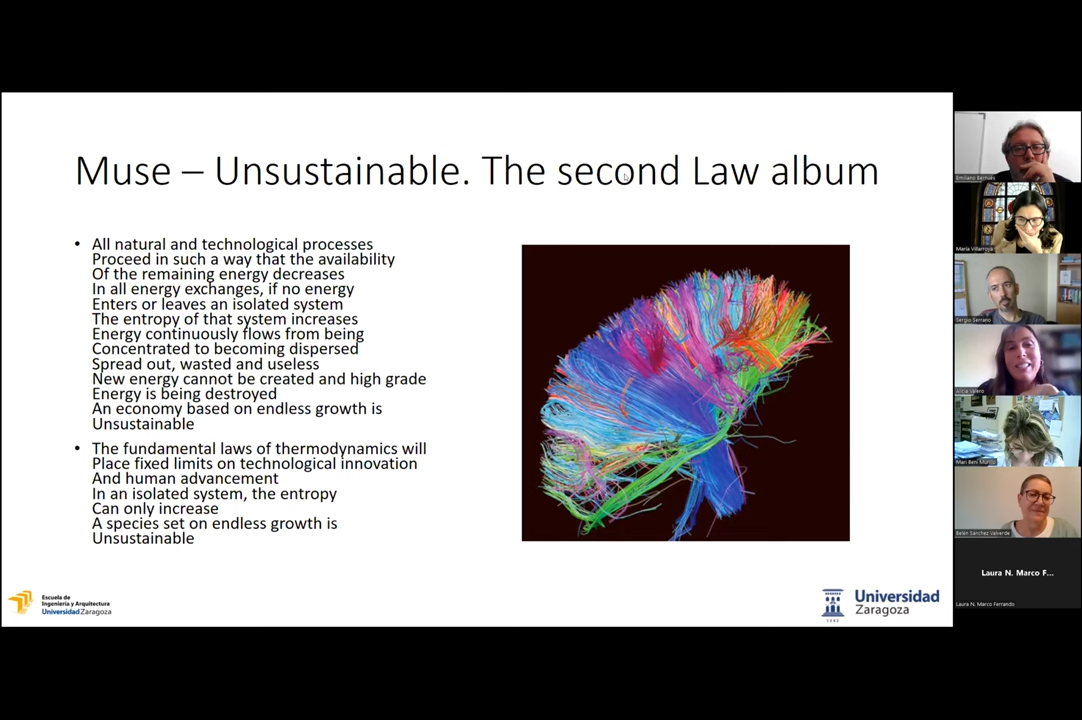 Muse – Unsustainable. The second Law album
• All natural and technological processes
Proceed in such a way that the availability
Of the remaining energy decreases
In all energy exchanges, if no energy
Enters or leaves an isolated system
The entropy of that system increases
Energy continuously flows from being
Concentrated to becoming dispersed
Spread out, wasted and useless
New energy cannot be created and high grade
Energy is being destroyed
An economy based on endless growth is
Unsustainable
• The fundamental laws of thermodynamics will
Place fixed limits on technological innovation
And human advancement
In an isolated system, the entropy
Can only increase
A species set on endless growth is
Unsustainable
Escuela de
Ingeniería y Arquitectura
Universidad Zaragoza
Universidad
Zaragoza
1542
Emiliano Bernués
María Villarroya
Sergio Serrano
Alicia Valero
Mari Beni Murillo
Belén Sánchez Valverde
Laura N. Marco F...
Laura N. Marco Ferrando